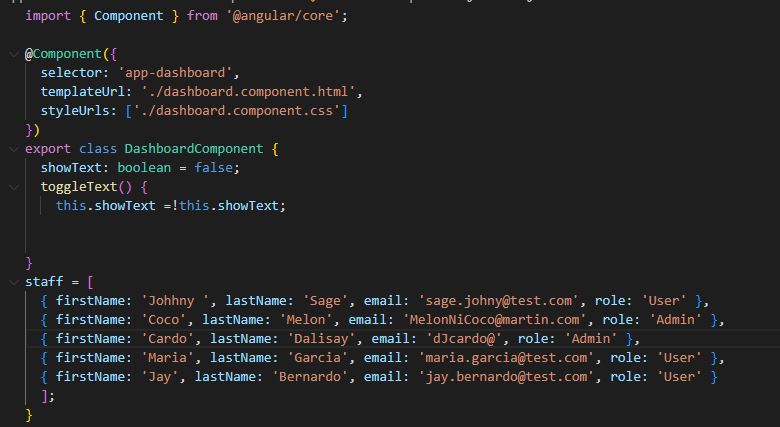 import { Component } from '@angular/core';
@Component({
selector: 'app-dashboard',
templateUrl: './dashboard.component.html',
styleUrls: ['./dashboard.component.css']
})
export class DashboardComponent {
showText: boolean = false;
toggleText() {
this.showText =!this.showText;
}
staff = [
{ firstName: 'Johhny ', lastName: 'Sage', email: 'sage.johny@test.com', role: 'User' },
{ firstName: 'Coco', lastName: 'Melon', email: 'MelonNiCoco@martin.com', role: 'Admin' },
{ firstName: 'Cardo', lastName: 'Dalisay', email: 'dJcardo@', role: 'Admin' },
{ firstName: 'Maria', lastName: 'Garcia', email: 'maria.garcia@test.com', role: 'User' },
{ firstName: 'Jay', lastName: 'Bernardo', email: 'jay.bernardo@test.com', role: 'User' }
];
}